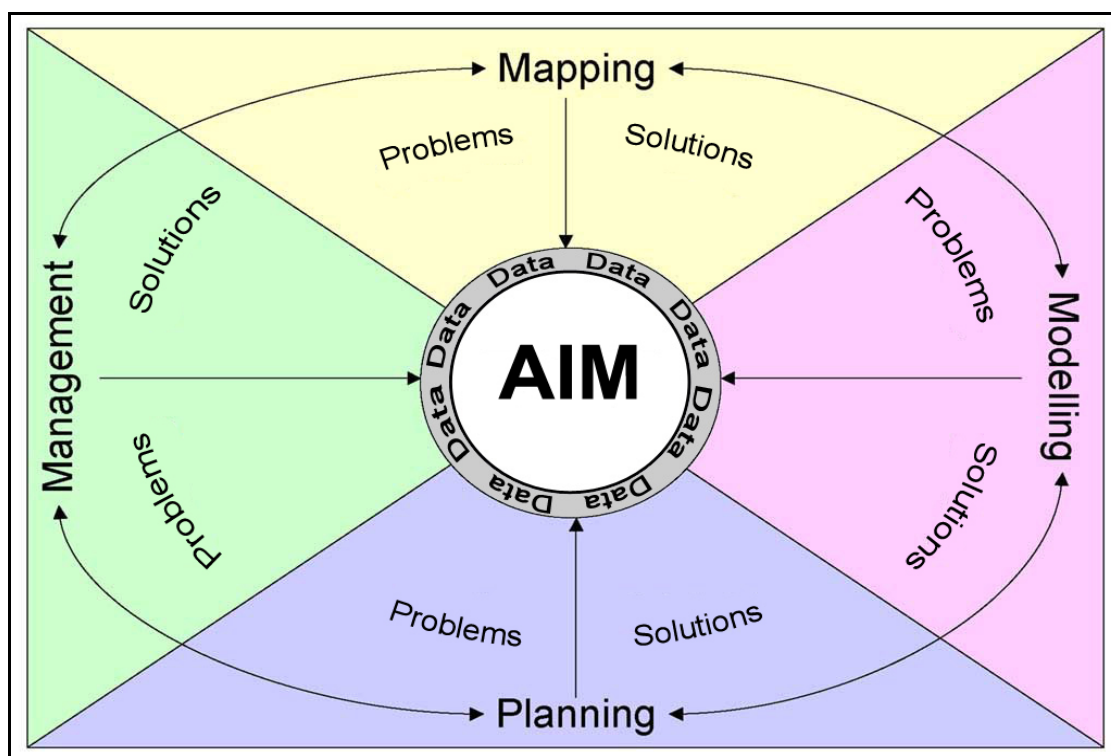 Mapping
Problems
Solutions
Solutions
Problems
Management
Modelling
Data
Data
Data
Data
Data
Data
Data
Data
Data
Data
AIM
Problems
Solutions
Problems
Solutions
Planning